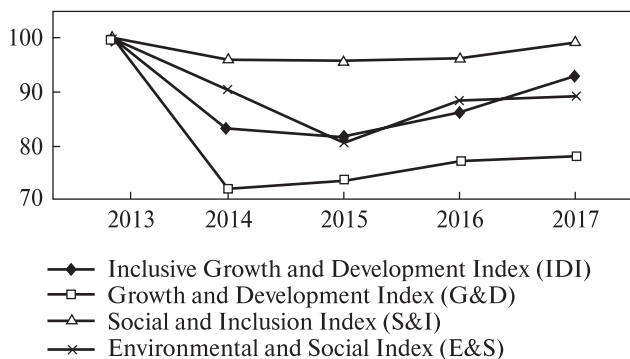 100
90
80
70
2013 2014 2015 2016 2017
Inclusive Growth and Development Index (IDI)
Growth and Development Index (G&D)
Social and Inclusion Index (S&I)
Environmental and Social Index (E&S)